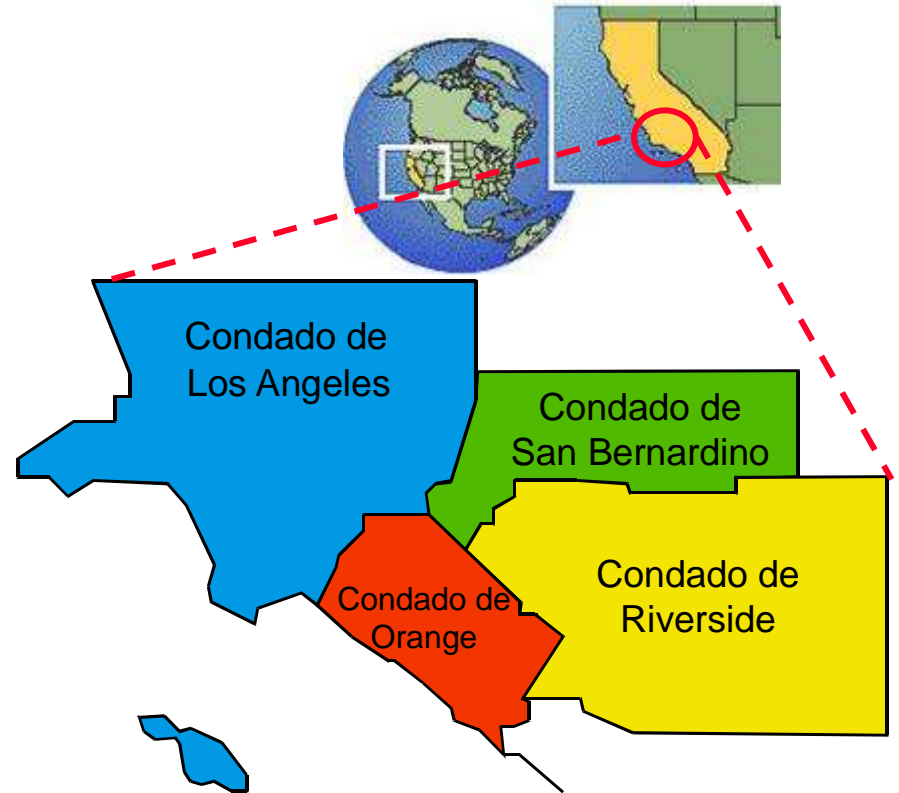 Condado de
Los Angeles
Condado de
San Bernardino
Condado de
Riverside
Condado de
Orange